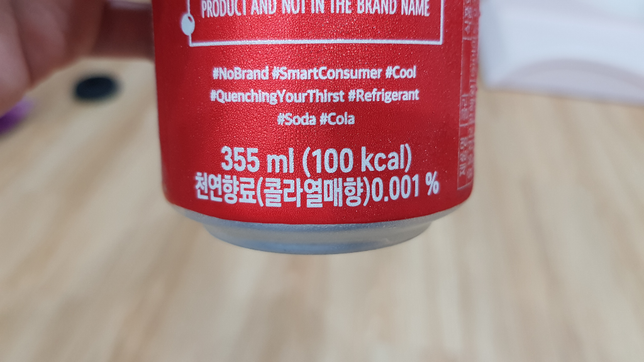 PRODUCT AND NOT IN THE BRAND NAME
#NoBrand #SmartConsumer #Cool
#QuenchingYourThirst #Refrigerant
#Soda #Cola
355 ml (100 kcal)
천연향료(콜라열매향)0.001 %